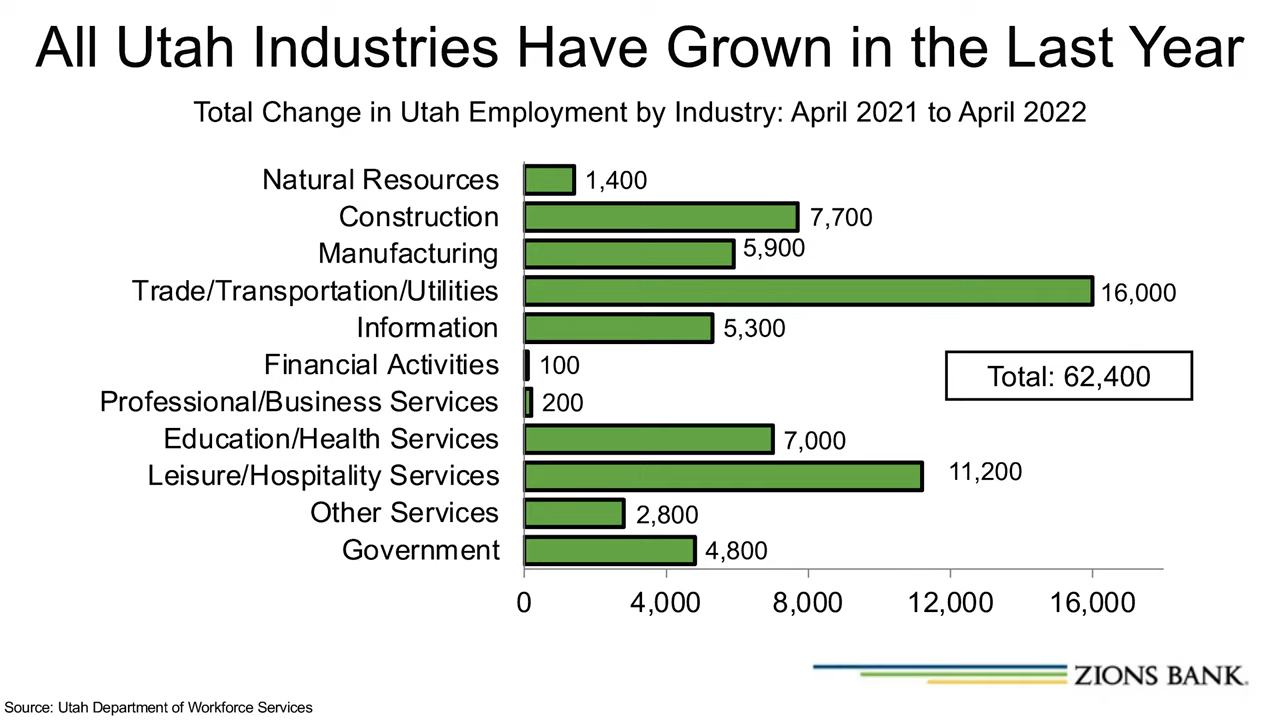 All Utah Industries Have Grown in the Last Year
Total Change in Utah Employment by Industry: April 2021 to April 2022
Natural Resources 1,400
Construction 7,700
Manufacturing 5,900
Trade/Transportation/Utilities 16,000
Information 5,300
Financial Activities 100
Professional/Business Services 200
Education/Health Services 7,000
Leisure/Hospitality Services 11,200
Other Services 2,800
Government 4,800
Total: 62,400
0 4,000 8,000 12,000 16,000
ZIONS BANK.
Source: Utah Department of Workforce Services